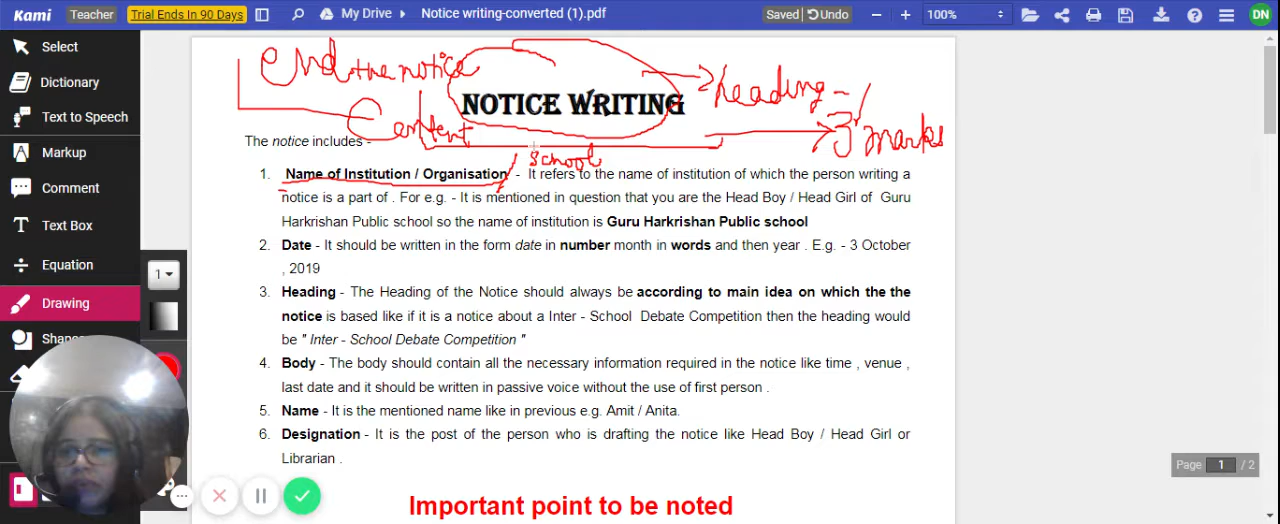 Kami
Teacher
Trial Ends In 90 Days
My Drive
Notice writing-converted (1).pdf
Saved Undo
100%
DN
Select
Dictionary
Text to Speech
Markup
Comment
Text Box
Equation
Drawing
Shape
1
End the notice
Content
heading -
3 marks
school
NOTICE WRITING
The notice includes -
1. Name of Institution / Organisation - It refers to the name of institution of which the person writing a
notice is a part of . For e.g. - It is mentioned in question that you are the Head Boy / Head Girl of Guru
Harkrishan Public school so the name of institution is Guru Harkrishan Public school
2. Date - It should be written in the form date in number month in words and then year . E.g. - 3 October
, 2019
3. Heading - The Heading of the Notice should always be according to main idea on which the the
notice is based like if it is a notice about a Inter - School Debate Competition then the heading would
be " Inter - School Debate Competition "
4. Body - The body should contain all the necessary information required in the notice like time , venue ,
last date and it should be written in passive voice without the use of first person .
5. Name - It is the mentioned name like in previous e.g. Amit / Anita.
6. Designation - It is the post of the person who is drafting the notice like Head Boy / Head Girl or
Librarian .
Important point to be noted
Page 1 / 2